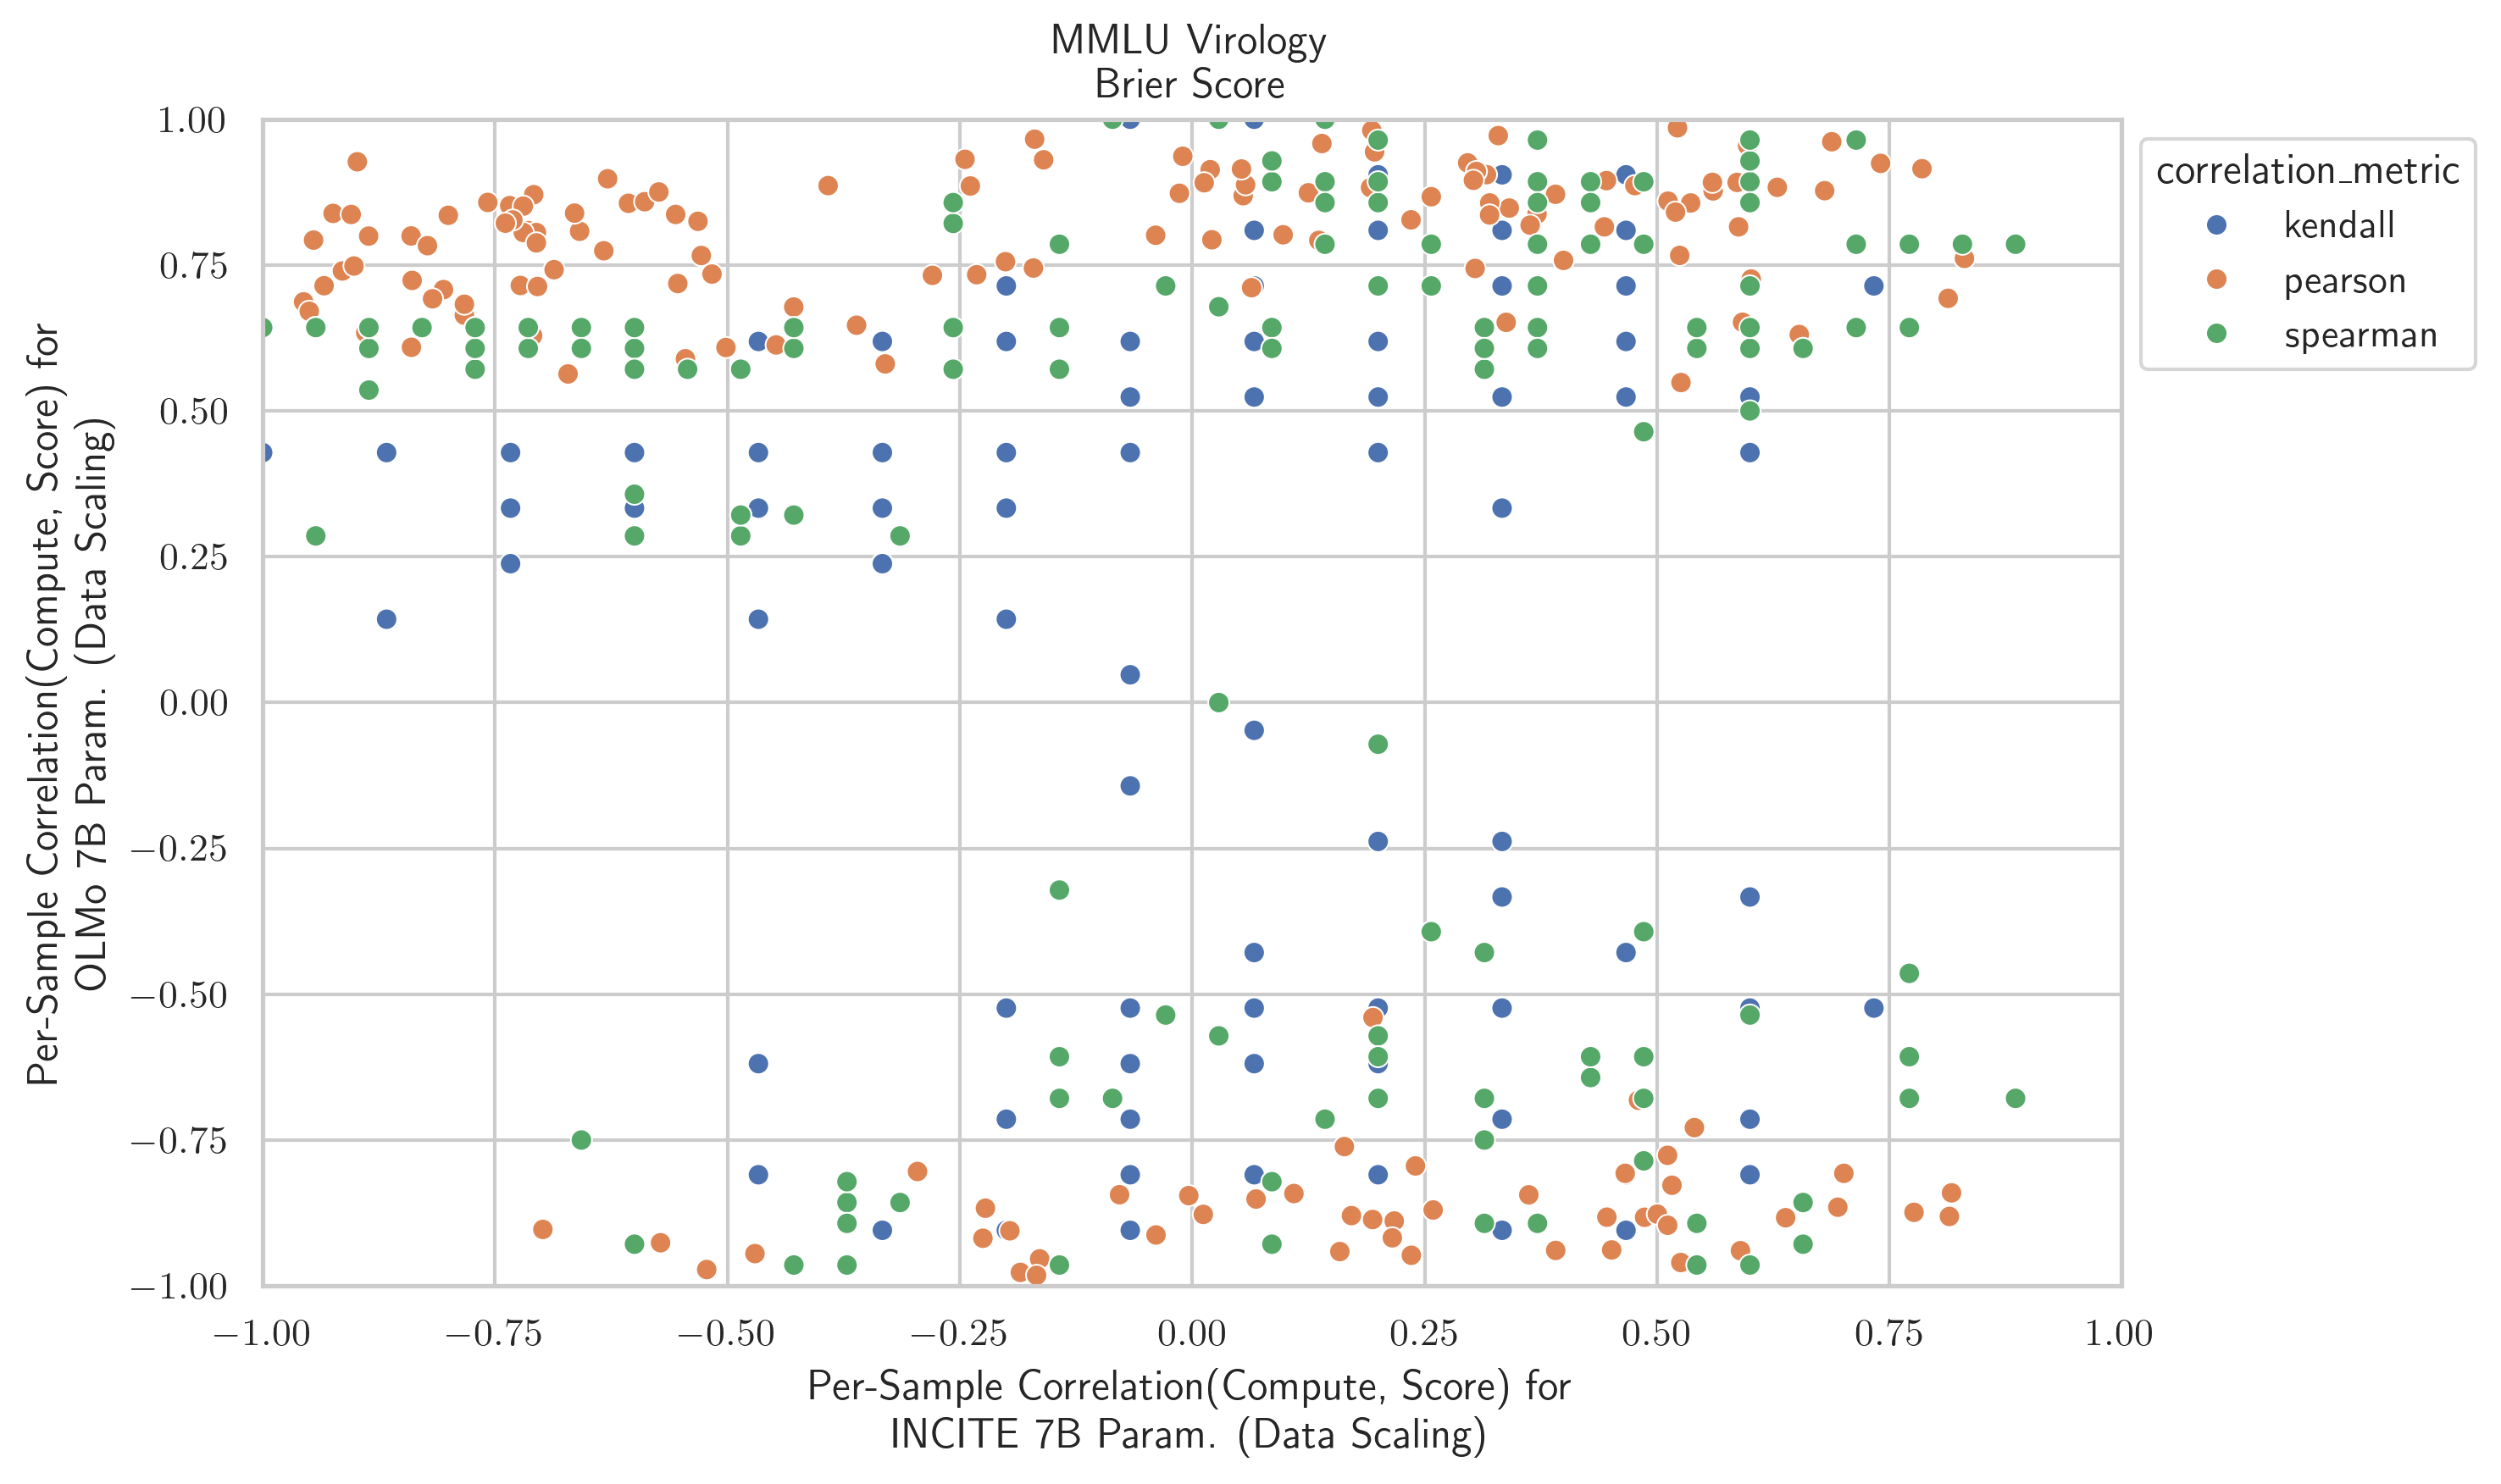 MMLU Virology
Brier Score
1.00
0.75
0.50
0.25
0.00
−0.25
−0.50
−0.75
−1.00
Per-Sample Correlation(Compute, Score) for
OLMo 7B Param. (Data Scaling)
−1.00
−0.75
−0.50
−0.25
0.00
0.25
0.50
0.75
1.00
Per-Sample Correlation(Compute, Score) for
INCITE 7B Param. (Data Scaling)
correlation_metric
kendall
pearson
spearman